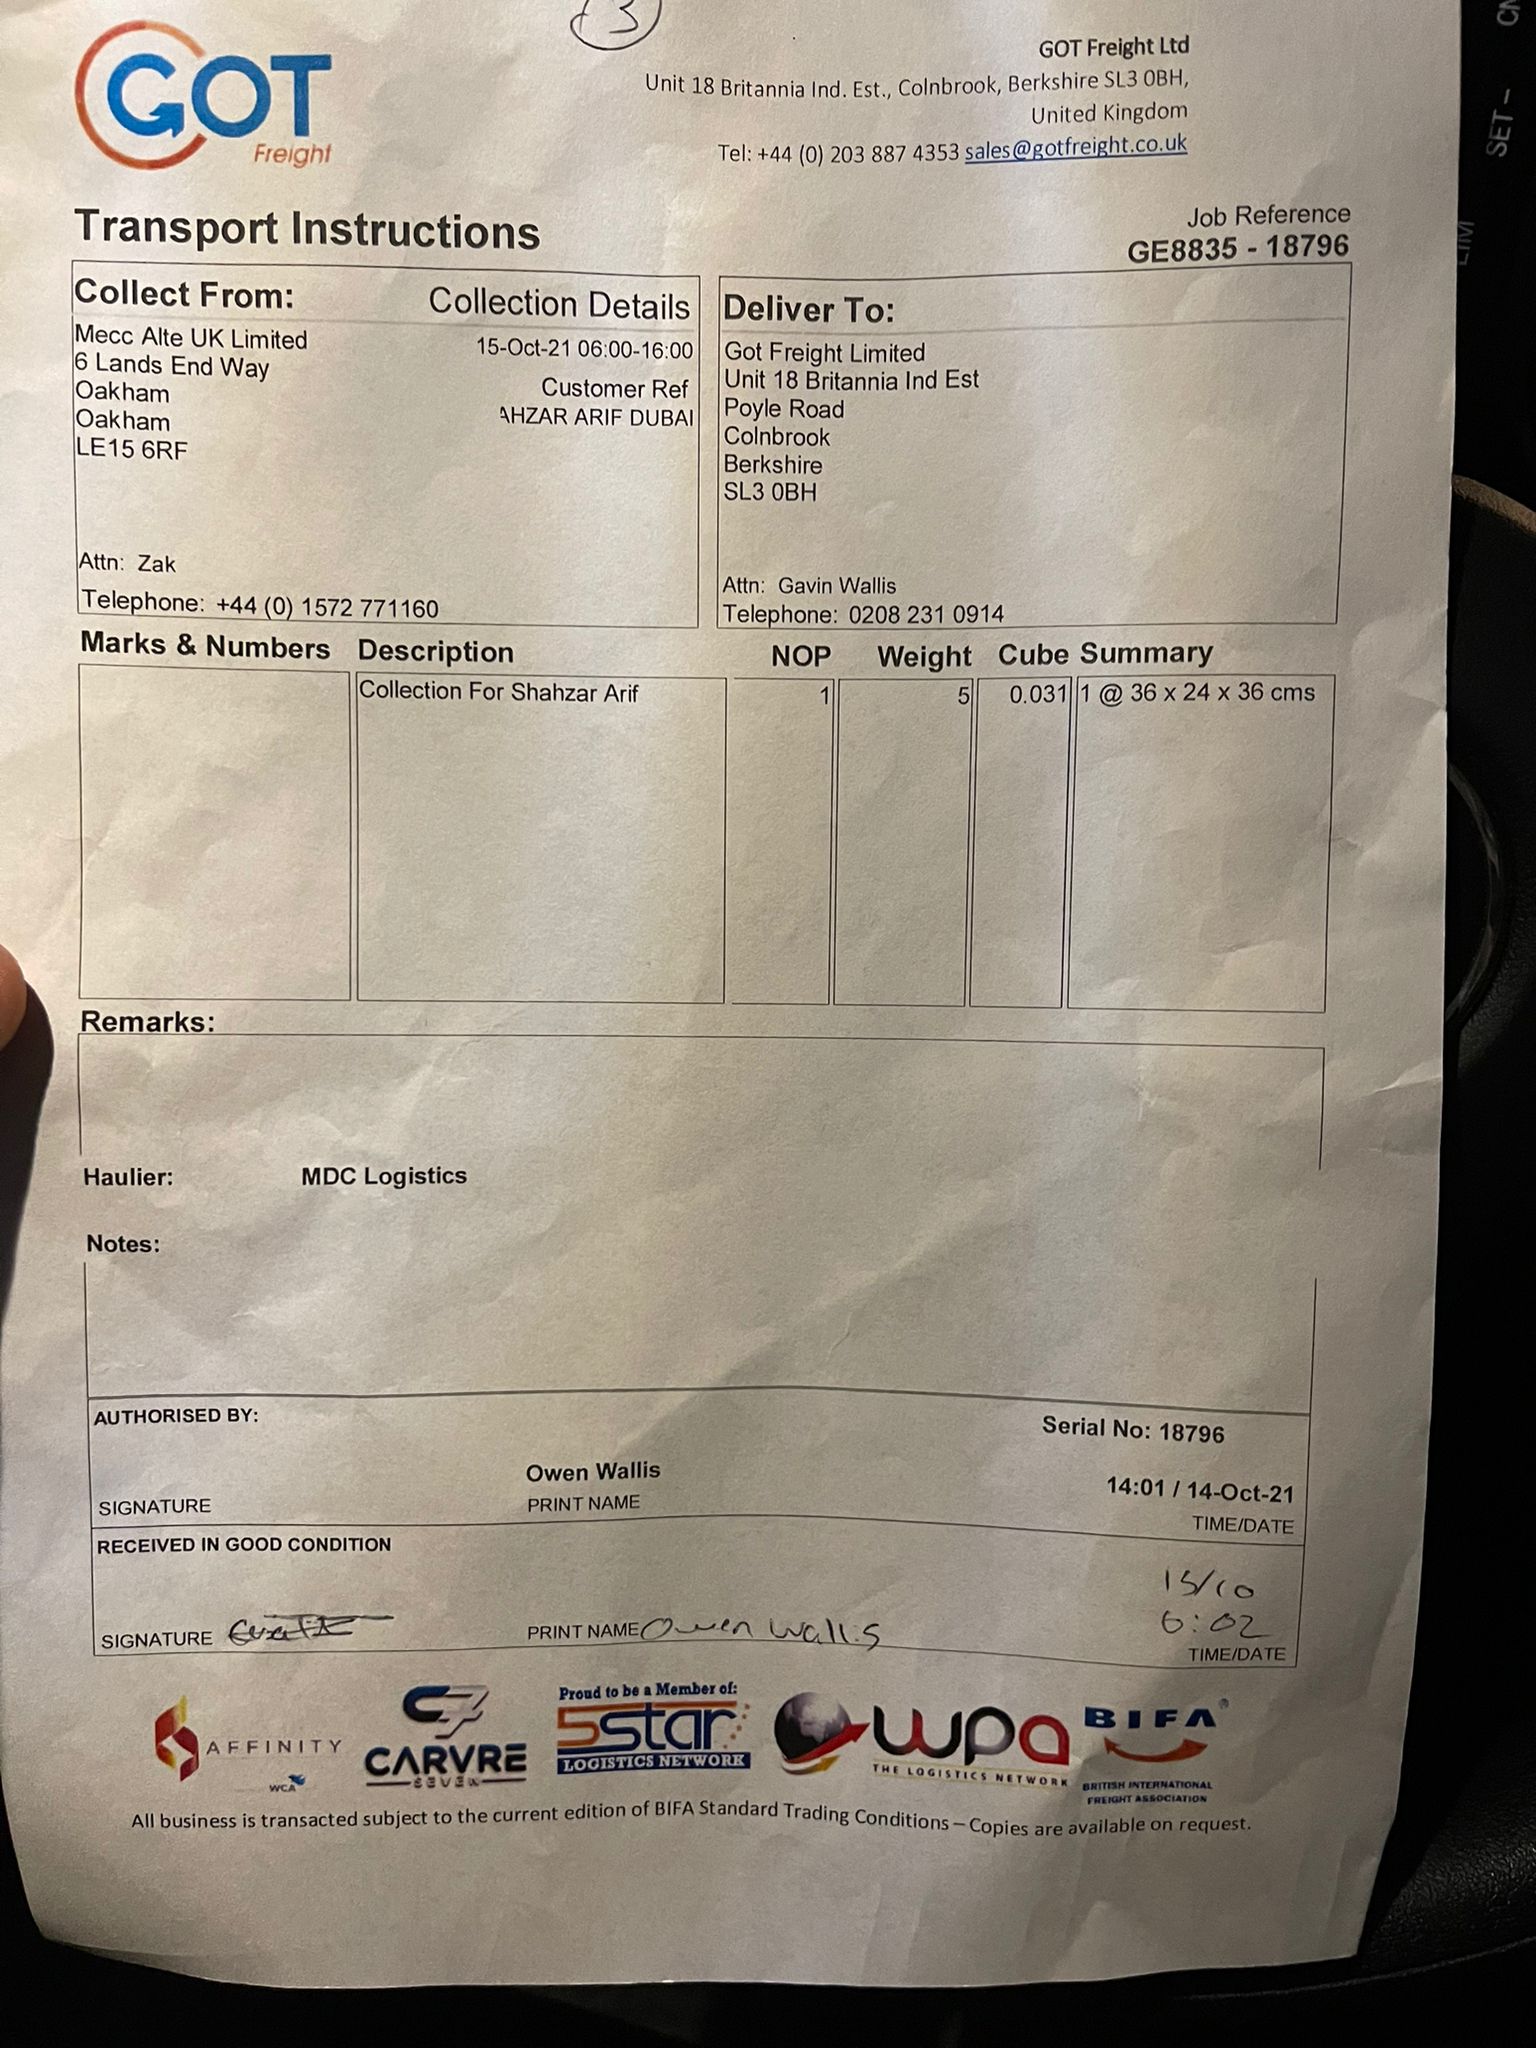 3
GOT
Freight
GOT Freight Ltd
Unit 18 Britannia Ind. Est., Colnbrook, Berkshire SL3 0BH,
United Kingdom
Tel: +44 (0) 203 887 4353 sales@gotfreight.co.uk
Transport Instructions
Job Reference
GE8835 - 18796
Collect From: Collection Details
Mecc Alte UK Limited
6 Lands End Way
Oakham
Oakham
LE15 6RF
15-Oct-21 06:00-16:00
Customer Ref
AHZAR ARIF DUBAI
Attn: Zak
Telephone: +44 (0) 1572 771160
Deliver To:
Got Freight Limited
Unit 18 Britannia Ind Est
Poyle Road
Colnbrook
Berkshire
SL3 0BH
Attn: Gavin Wallis
Telephone: 0208 231 0914
Marks & Numbers Description NOP Weight Cube Summary
Collection For Shahzar Arif 1 5 0.031 1 @ 36 x 24 x 36 cms
Remarks:
Haulier: MDC Logistics
Notes:
AUTHORISED BY:
Serial No: 18796
Owen Wallis
14:01 / 14-Oct-21
SIGNATURE PRINT NAME TIME/DATE
RECEIVED IN GOOD CONDITION
15/10
6:02
SIGNATURE PRINT NAME Owen Wallis
TIME/DATE
AFFINITY
WCA
CARVRE
SEVEN
Proud to be a Member of:
5star
LOGISTICS NETWORK
wpa
THE LOGISTICS NETWORK
BIFA®
BRITISH INTERNATIONAL
FREIGHT ASSOCIATION
All business is transacted subject to the current edition of BIFA Standard Trading Conditions – Copies are available on request.
SET –